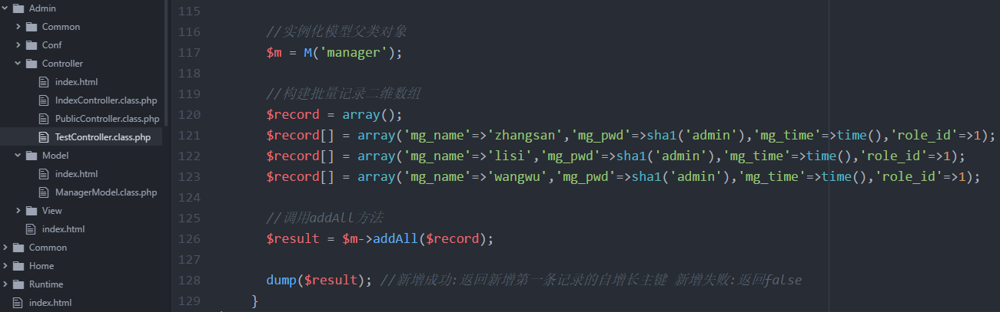 Admin
Common
Conf
Controller
index.html
IndexController.class.php
PublicController.class.php
TestController.class.php
Model
index.html
ManagerModel.class.php
View
index.html
Common
Home
Runtime
index.html
115
116 //实例化模型父类对象
117 $m = M('manager');
118
119 //构建批量记录二维数组
120 $record = array();
121 $record[] = array('mg_name'=>'zhangsan','mg_pwd'=>sha1('admin'),'mg_time'=>time(),'role_id'=>1);
122 $record[] = array('mg_name'=>'lisi','mg_pwd'=>sha1('admin'),'mg_time'=>time(),'role_id'=>1);
123 $record[] = array('mg_name'=>'wangwu','mg_pwd'=>sha1('admin'),'mg_time'=>time(),'role_id'=>1);
124
125 //调用addAll方法
126 $result = $m->addAll($record);
127
128 dump($result); //新增成功:返回新增第一条记录的自增长主键 新增失败:返回false
129 }